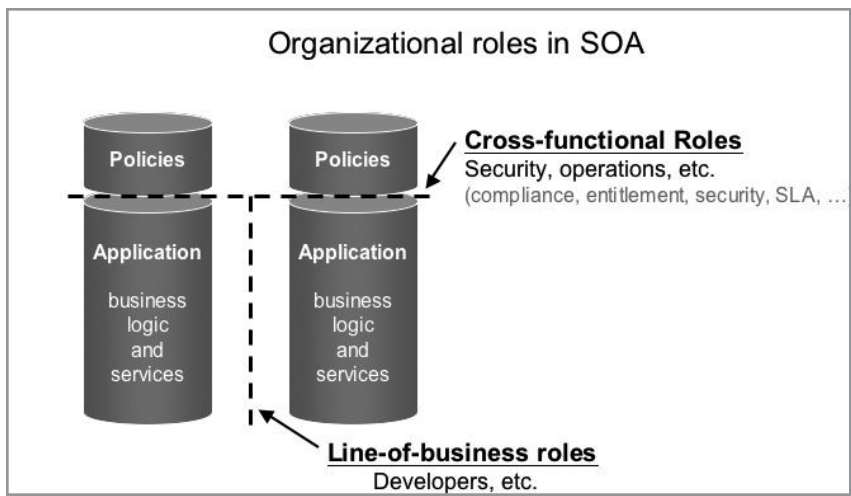 Organizational roles in SOA
Policies
Policies
Cross-functional Roles
Security, operations, etc.
(compliance, entitlement, security, SLA, …
Application
business
logic
and
services
Application
business
logic
and
services
Line-of-business roles
Developers, etc.